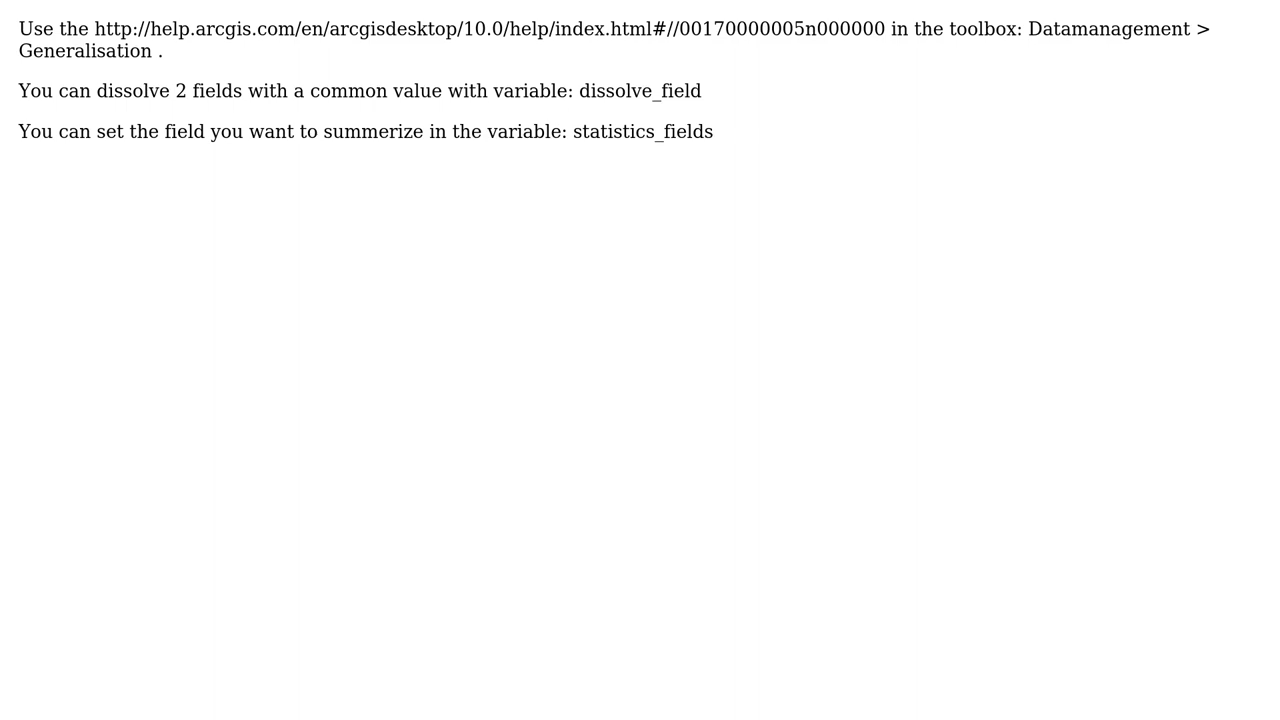 Use the http://help.arcgis.com/en/arcgisdesktop/10.0/help/index.html#//00170000005n000000 in the toolbox: Datamanagement >
Generalisation .
You can dissolve 2 fields with a common value with variable: dissolve_field
You can set the field you want to summerize in the variable: statistics_fields